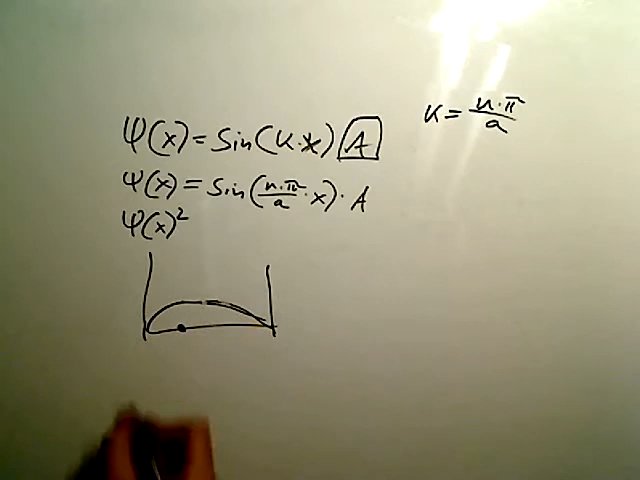 Ψ(x) = sin(k·x) A
k = n·π/a
Ψ(x) = sin(n·π/a · x) · A
Ψ(x)²